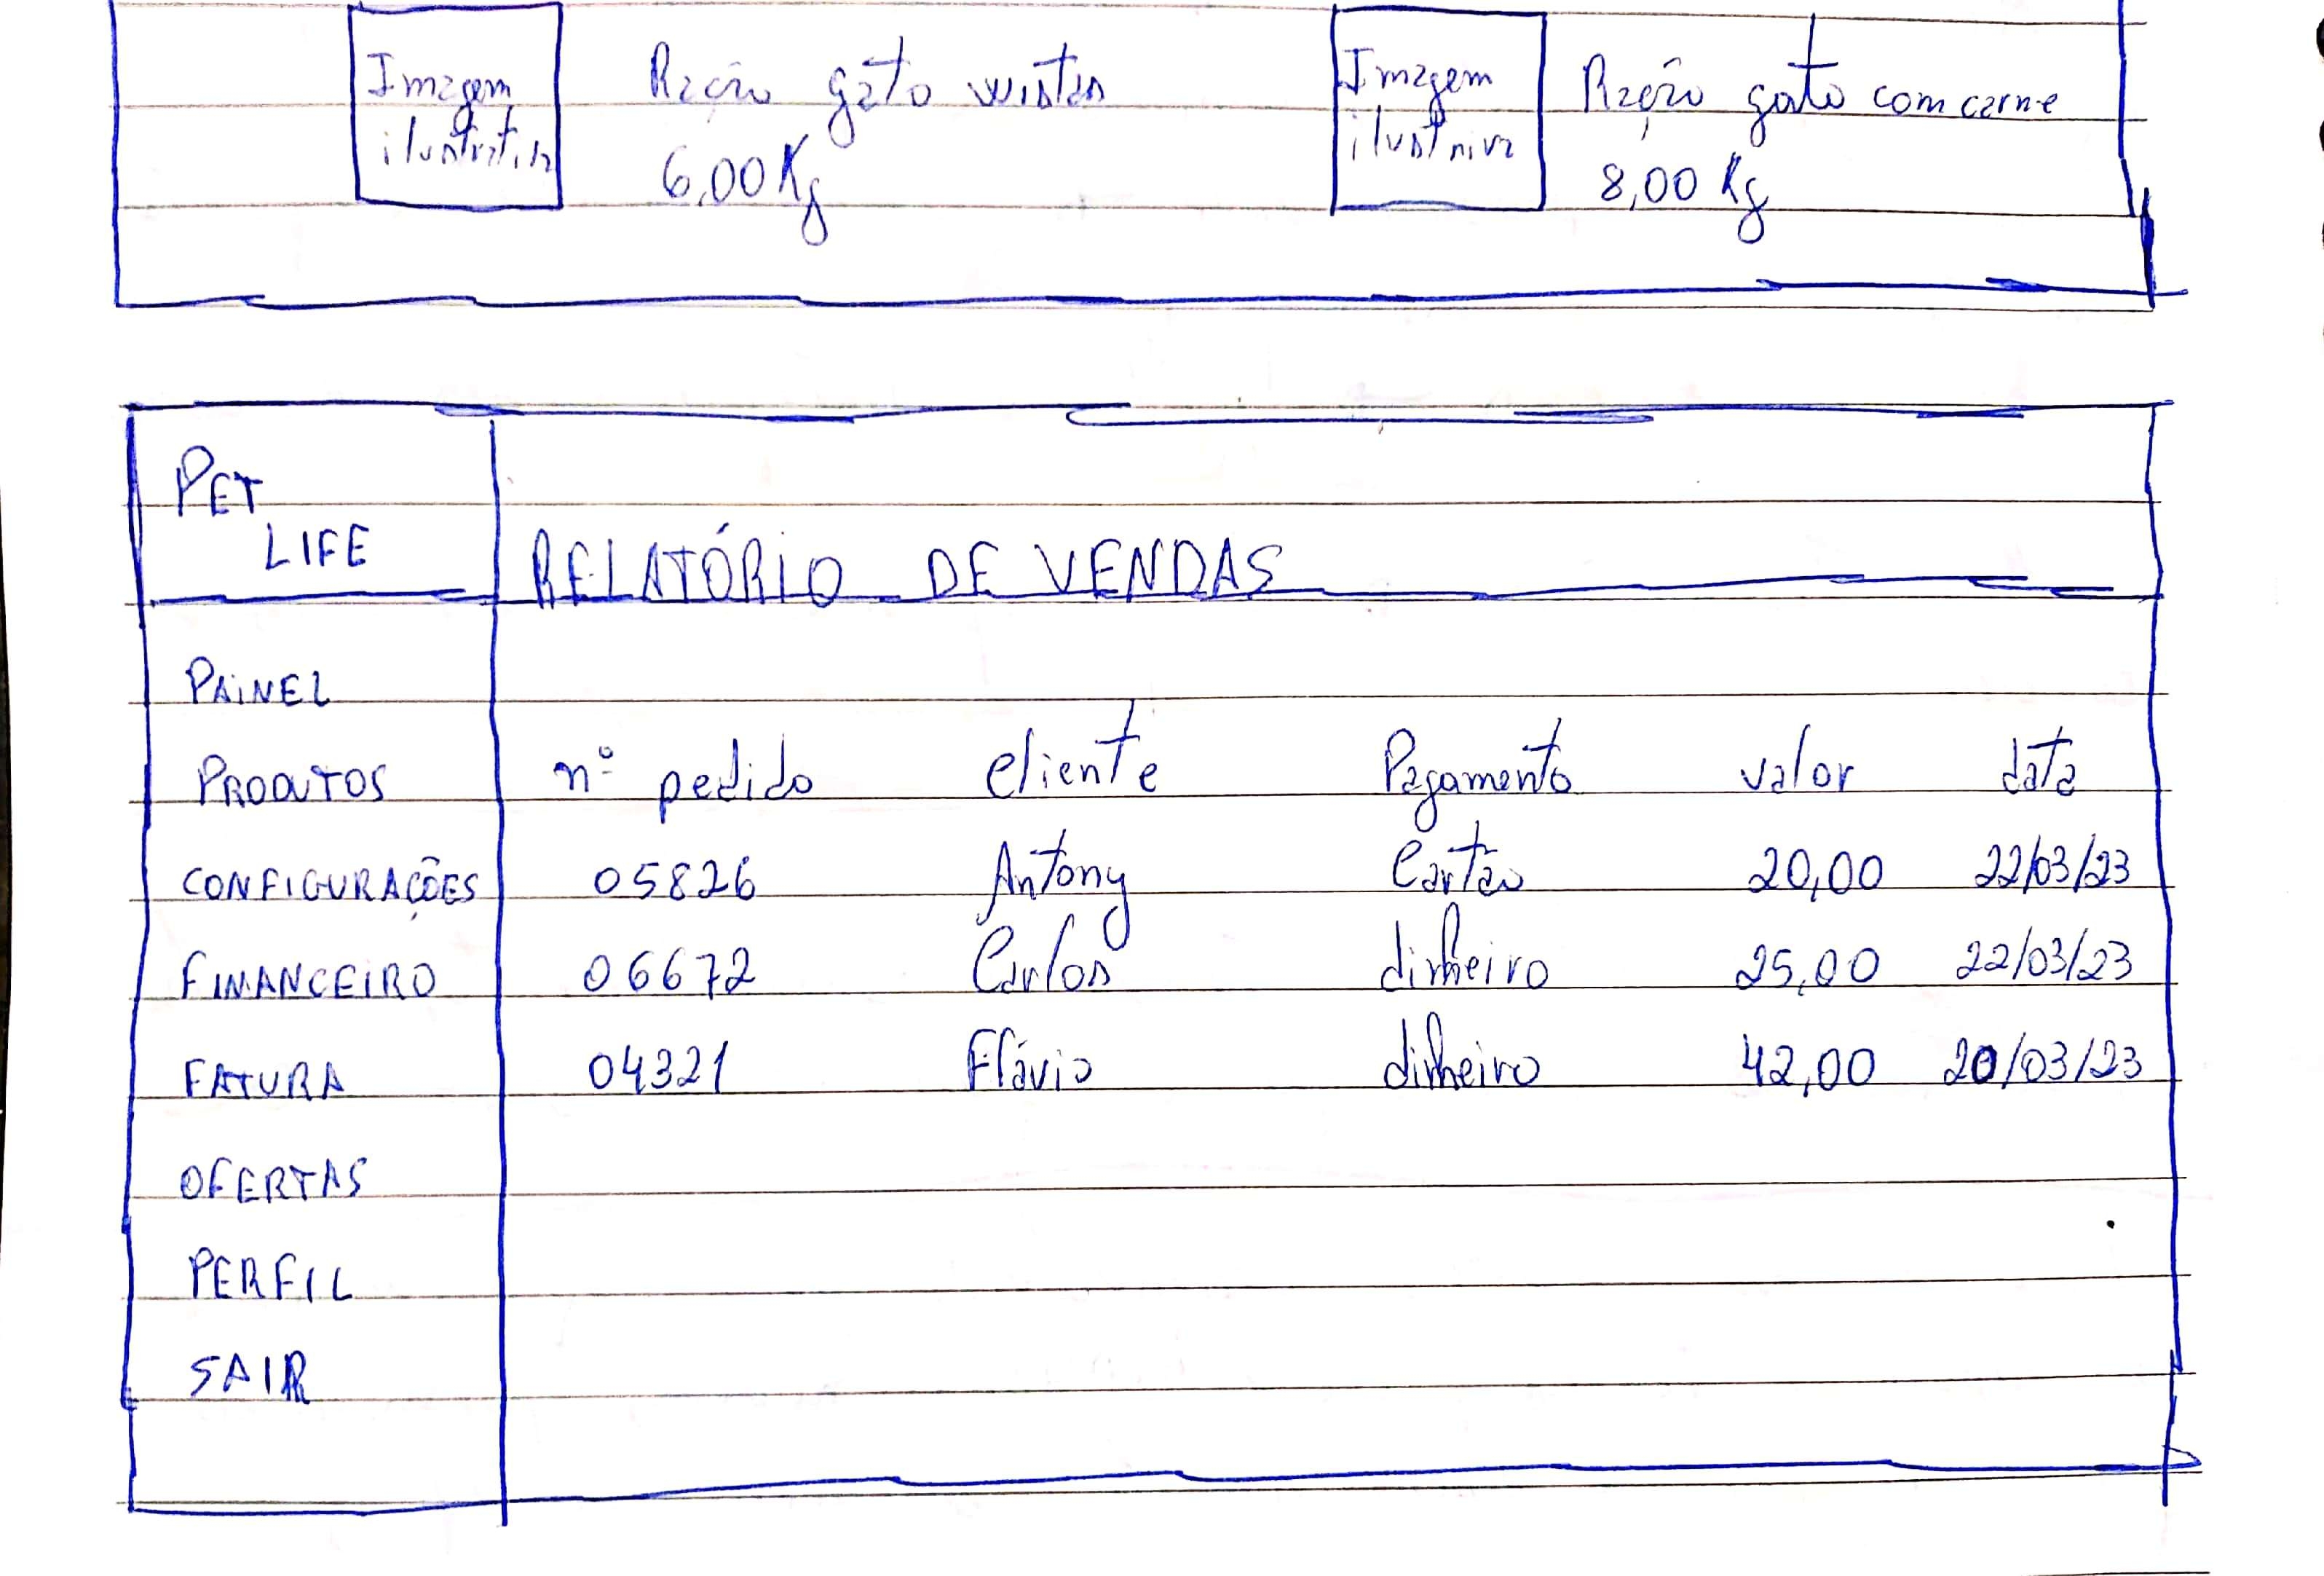 Imagem
ilustrativa
Ração gato
6,00 Kg
Imagem
ilustriva
Ração gato com carne
8,00 Kg
PET
LIFE
RELATÓRIO DE VENDAS
PAINEL
PRODUTOS
CONFIGURAÇÕES
FINANCEIRO
FATURA
OFERTAS
PERFIL
SAIR
nº pedido cliente Pagamento valor data
05826 Antony Cartão 20,00 22/03/23
06672 Carlos dinheiro 25,00 22/03/23
04321 Flávio dinheiro 42,00 20/03/23